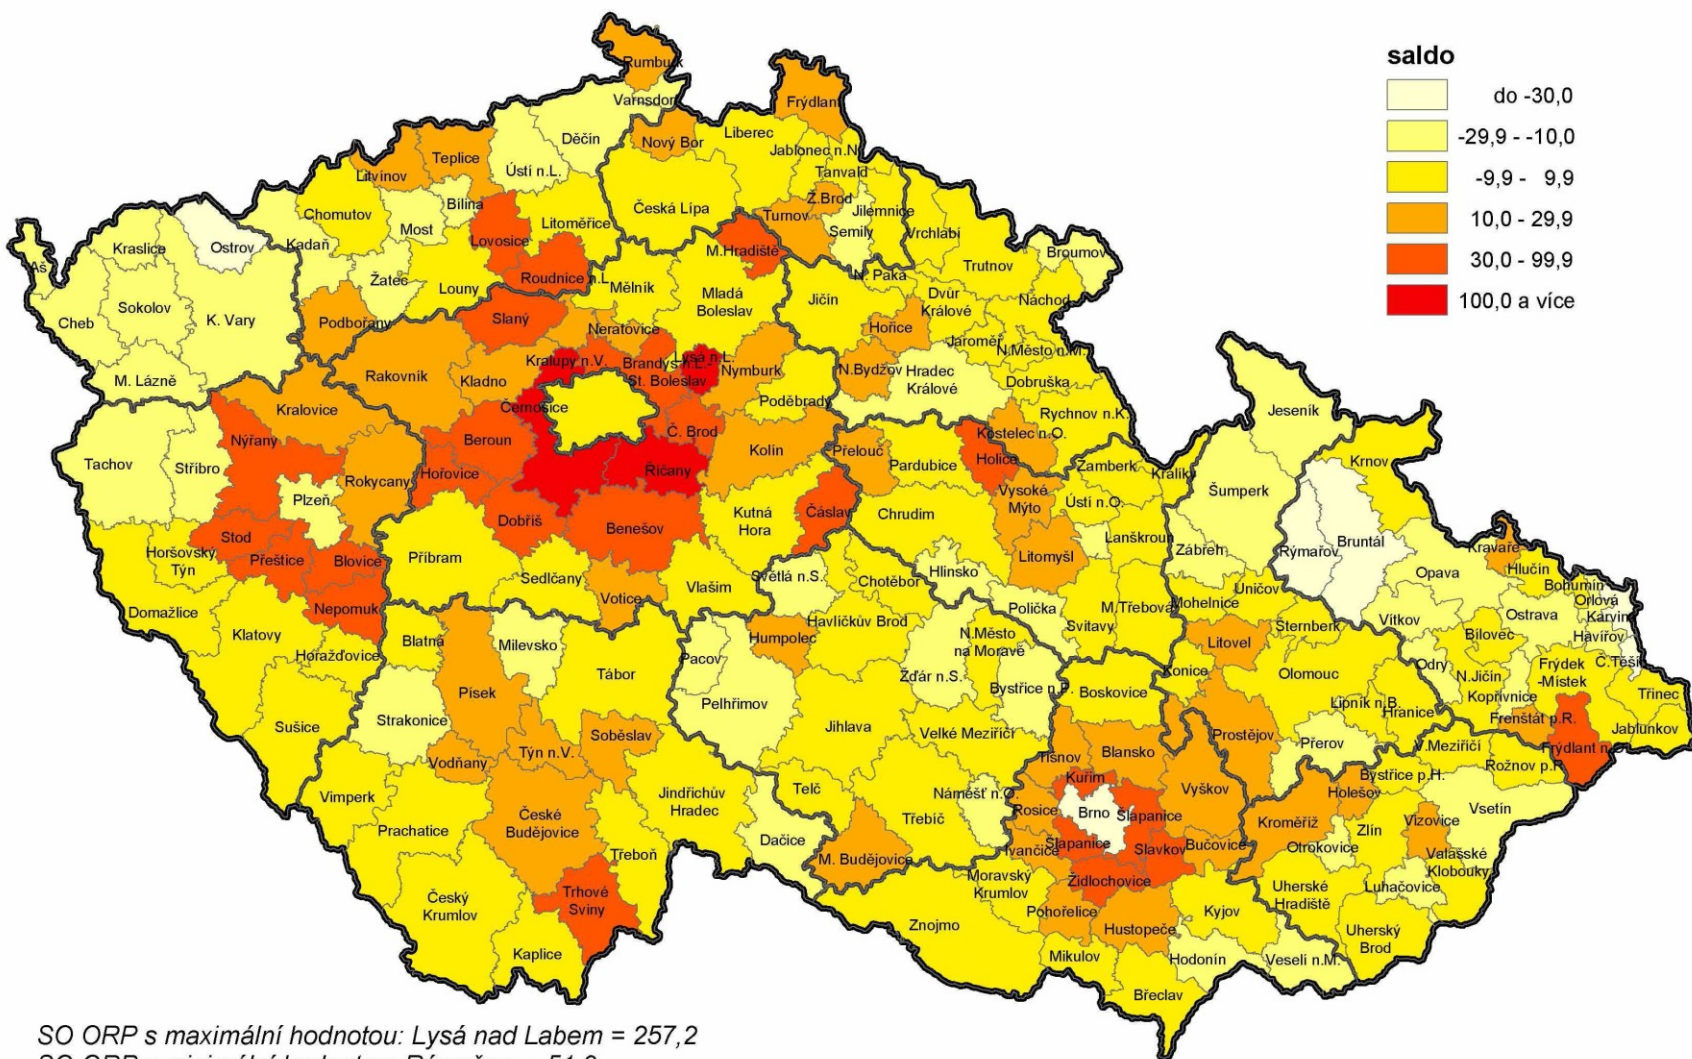 saldo
do -30,0
-29,9 - -10,0
-9,9 - 9,9
10,0 - 29,9
30,0 - 99,9
100,0 a více
Rumburk
Varnsdorf
Děčín
Frýdlant
Nový Bor
Liberec
Jablonec n.N.
Tanvald
Teplice
Litvínov
Ústí n.L.
Bílina
Most
Chomutov
Kadaň
Lovosice
Litoměřice
Česká Lípa
Ž.Brod
Turnov
Jilemnice
Semily
Vrchlabí
Trutnov
Broumov
Kraslice
Ostrov
Aš
Sokolov
Cheb
K. Vary
M. Lázně
Žatec
Louny
Podbořany
Roudnice n.L.
Mělník
M.Hradiště
Mladá
Boleslav
Jičín
N. Paka
Dvůr
Králové
Náchod
Hořice
Jaroměř
N.Město n.M.
Slaný
Neratovice
Kralupy n.V.
Brandýs n.L.-
St. Boleslav
Lysá n.L.
Nymburk
N.Bydžov
Hradec
Králové
Dobruška
Rychnov n.K.
Kostelec n.O.
Rakovník
Kladno
Černošice
Poděbrady
Kralovice
Beroun
Č. Brod
Říčany
Kolín
Přelouč
Pardubice
Holice
Žamberk
Králíky
Jeseník
Krnov
Nýřany
Tachov
Stříbro
Plzeň
Rokycany
Hořovice
Dobříš
Benešov
Kutná
Hora
Čáslav
Chrudim
Vysoké
Mýto
Ústí n.O.
Lanškroun
Litomyšl
Šumperk
Zábřeh
Rýmařov
Bruntál
Stod
Přeštice
Blovice
Nepomuk
Horšovský
Týn
Domažlice
Klatovy
Horažďovice
Sušice
Příbram
Sedlčany
Votice
Vlašim
Světlá n.S.
Chotěbor
Hlinsko
Polička
Svitavy
M.Třebová
Mohelnice
Uničov
Šternberk
Litovel
Opava
Vítkov
Kravaře
Hlučín
Bohumín
Orlová
Karviná
Ostrava
Havířov
Č.Těšín
Bílovec
Odry
N.Jičín
Kopřivnice
Frýdek
-Místek
Třinec
Jablunkov
Frenštát p.R.
Frýdlant n.O.
Blatná
Milevsko
Písek
Tábor
Strakonice
Vodňany
Týn n.V.
Soběslav
Pacov
Pelhřimov
Humpolec
Havlíčkův Brod
Žďár n.S.
N.Město
na Moravě
Bystřice n.P.
Jihlava
Velké Meziříčí
Boskovice
Konice
Olomouc
Lipník n.B.
Hranice
Prostějov
Přerov
V.Meziříčí
Rožnov p.R.
Bystřice p.H.
Holešov
Vsetín
Vimperk
Prachatice
České
Budějovice
Český
Krumlov
Třeboň
Trhové
Sviny
Kaplice
Jindřichův
Hradec
Dačice
Telč
Třebíč
Náměšť n.O.
M. Budějovice
Tišnov
Blansko
Kuřim
Rosice
Brno
Šlapanice
Šlapanice
Vyškov
Slavkov
Bučovice
Ivančice
Židlochovice
Moravský
Krumlov
Pohořelice
Hustopeče
Znojmo
Mikulov
Břeclav
Kyjov
Hodonín
Veselí n.M.
Kroměříž
Zlín
Otrokovice
Vizovice
Valašské
Klobouky
Luhačovice
Uherské
Hradiště
Uherský
Brod
SO ORP s maximální hodnotou: Lysá nad Labem = 257,2